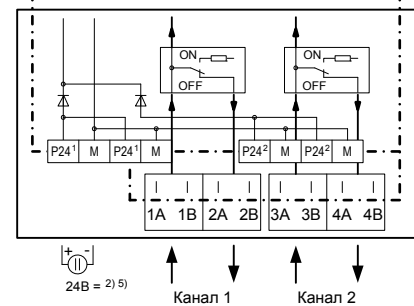 ON ON
OFF OFF
P24¹ M P24¹ M P24² M P24² M
1A 1B 2A 2B 3A 3B 4A 4B
+ -
24В = 2) 5)
Канал 1 Канал 2